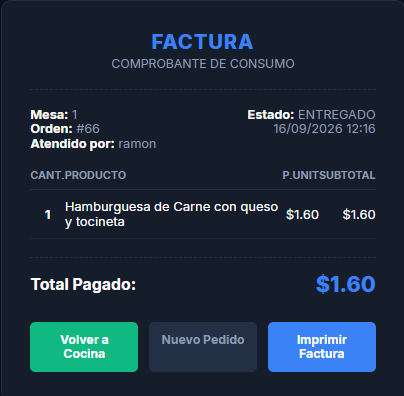 FACTURA
COMPROBANTE DE CONSUMO
Mesa: 1
Estado: ENTREGADO
Orden: #66
16/09/2026 12:16
Atendido por: ramon
CANT. PRODUCTO P.UNIT SUBTOTAL
1 Hamburguesa de Carne con queso $1.60 $1.60
y tocineta
Total Pagado: $1.60
Volver a
Cocina
Nuevo Pedido
Imprimir
Factura